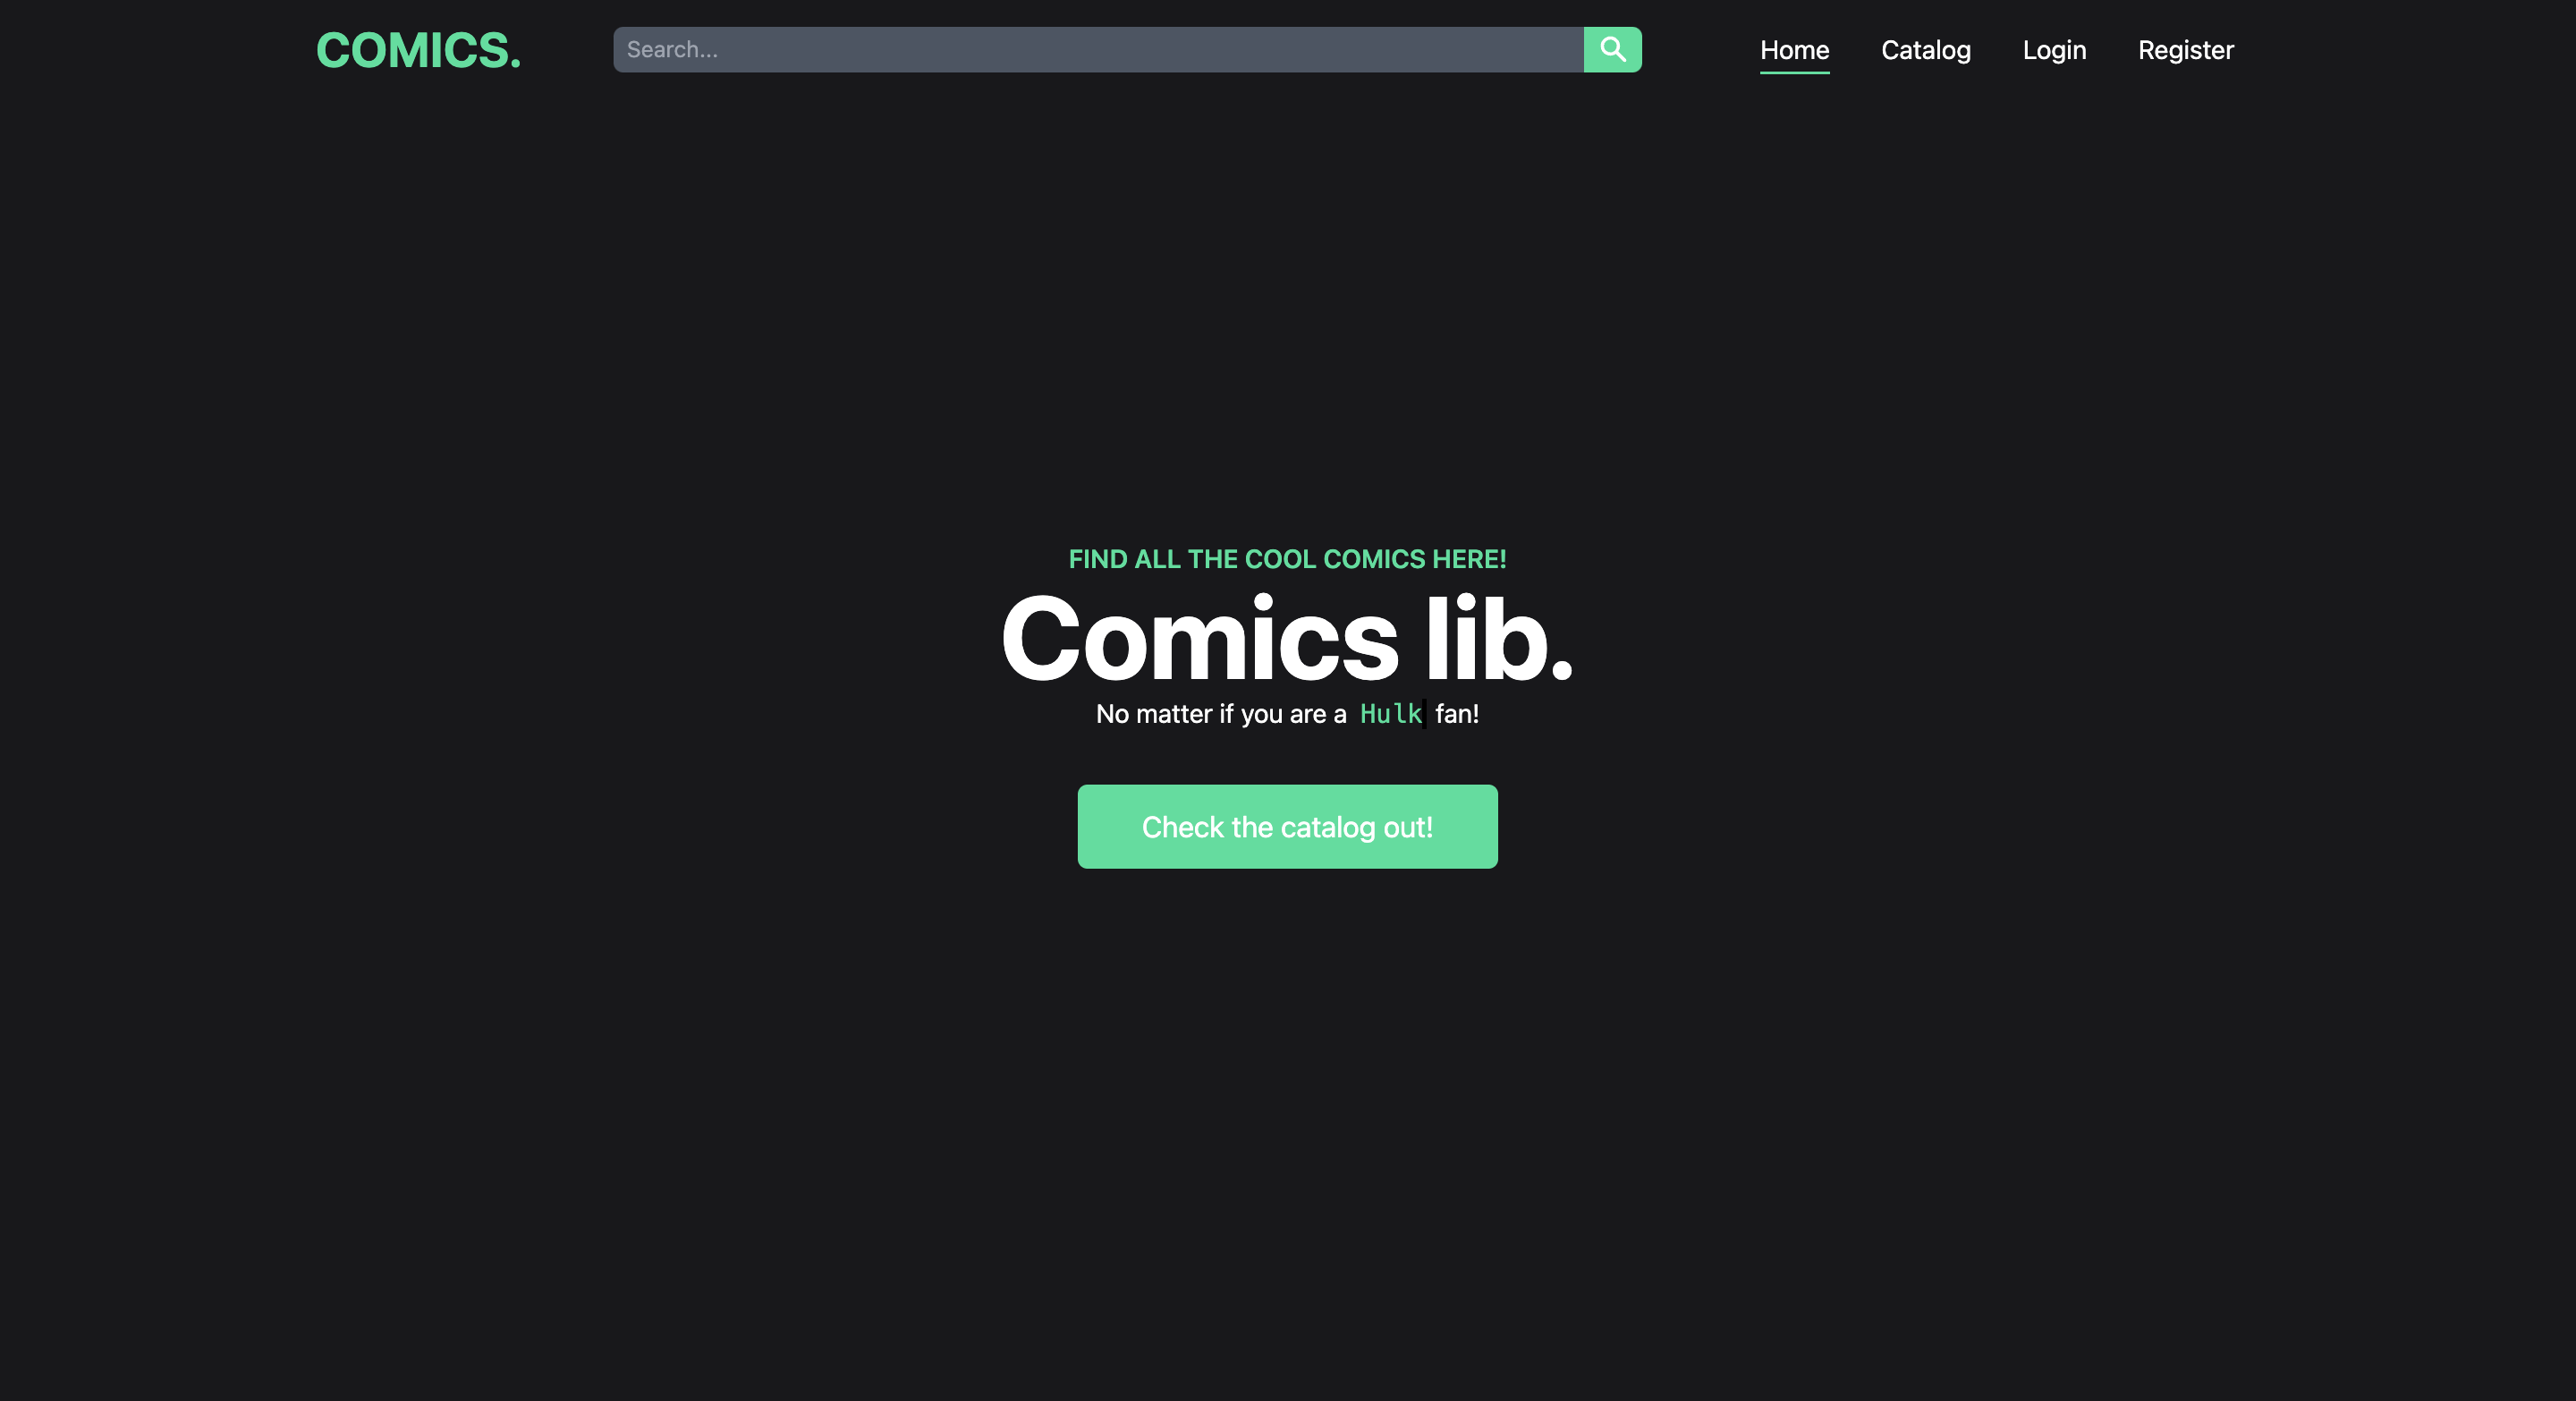 COMICS.
Search...
Home
Catalog
Login
Register
FIND ALL THE COOL COMICS HERE!
Comics lib.
No matter if you are a Hulk fan!
Check the catalog out!